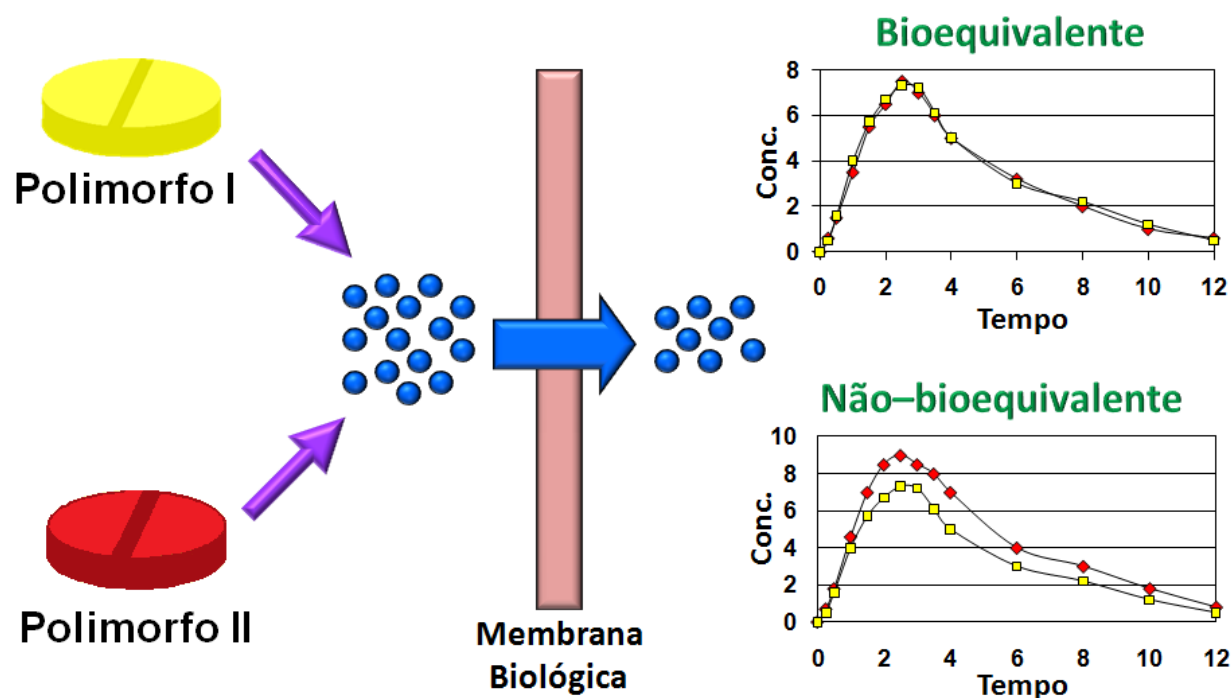 Polimorfo I
Polimorfo II
Membrana
Biológica
Bioequivalente
8
6
4
2
0
Conc.
0 2 4 6 8 10 12
Tempo
Não–bioequivalente
10
8
6
4
2
0
Conc.
0 2 4 6 8 10 12
Tempo